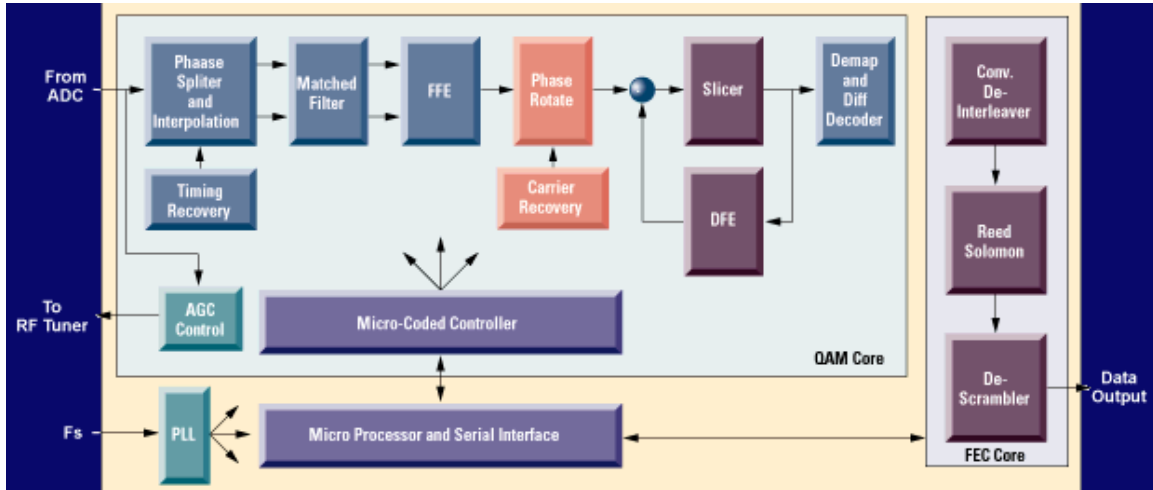 From
ADC
Phaase
Spliter
and
Interpolation
Matched
Filter
FFE
Phase
Rotate
Slicer
Demap
and
Diff
Decoder
Conv.
De-
Interleaver
Timing
Recovery
Carrier
Recovery
DFE
Reed
Solomon
To
RF Tuner
AGC
Control
Micro-Coded Controller
QAM Core
De-
Scrambler
Data
Output
Fs
PLL
Micro Processor and Serial Interface
FEC Core